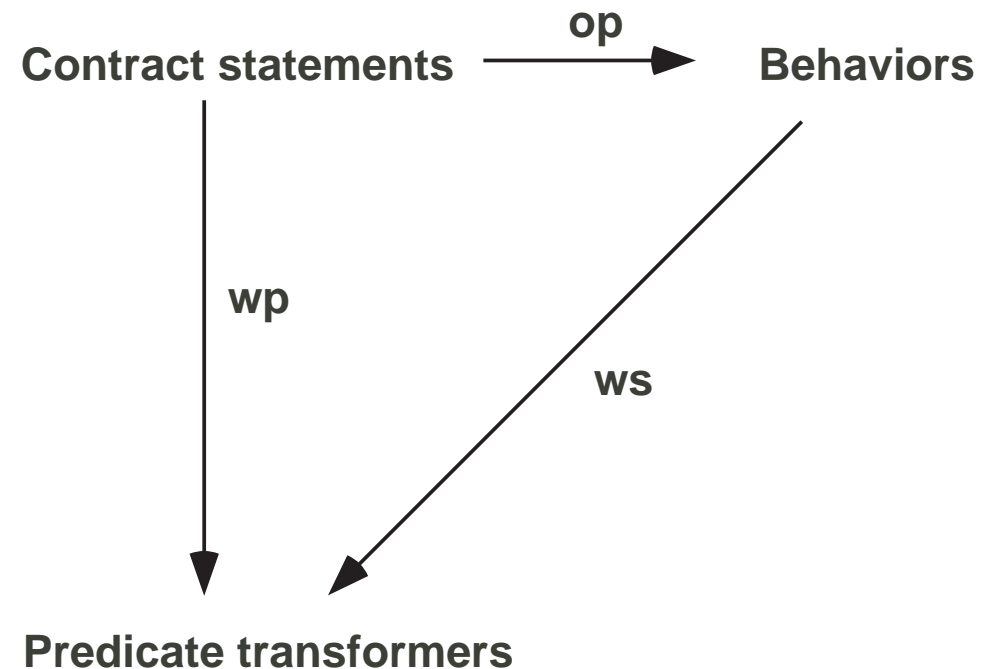 op
Contract statements
Behaviors
wp
ws
Predicate transformers